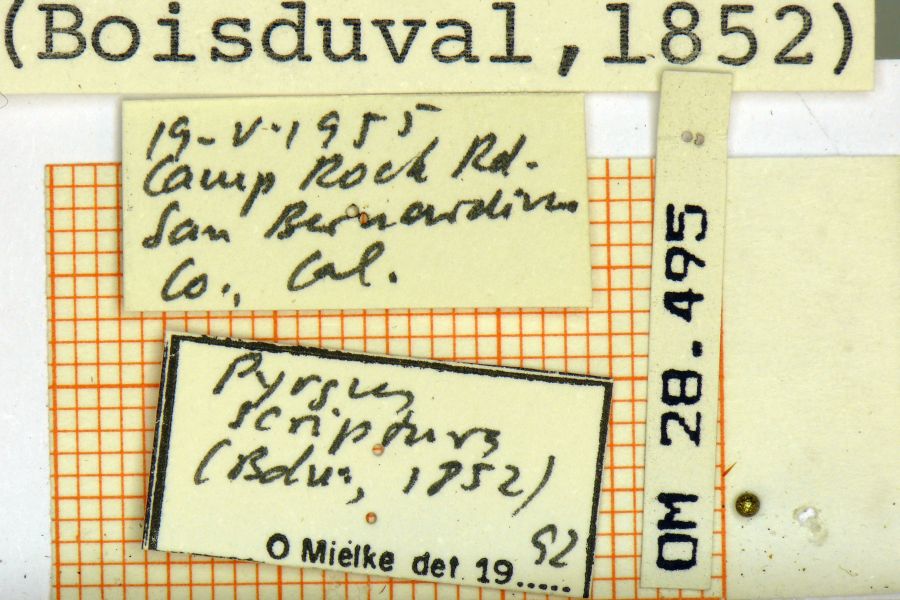 (Boisduval,1852)
19-V-1955
Camp Rock Rd.
San Bernardino
Co., Cal.
Pyrgus
scriptura
(Bdv., 1852)
92
O Mielke det 19.....
OM 28.495